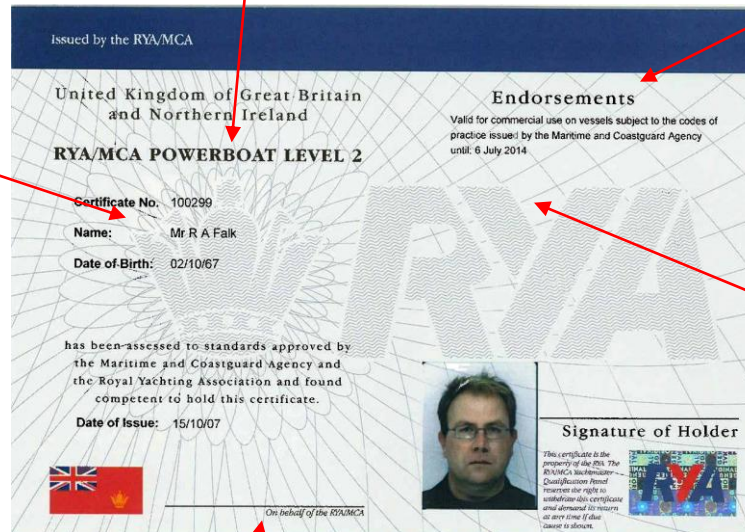 Issued by the RYA/MCA
United Kingdom of Great Britain
and Northern Ireland
RYA/MCA POWERBOAT LEVEL 2
Certificate No. 100299
Name: Mr R A Falk
Date of Birth: 02/10/67
has been assessed to standards approved by
the Maritime and Coastguard Agency and
the Royal Yachting Association and found
competent to hold this certificate.
Date of Issue: 15/10/07
On behalf of the RYA/MCA
Endorsements
Valid for commercial use on vessels subject to the codes of
practice issued by the Maritime and Coastguard Agency
until: 6 July 2014
RYA
Signature of Holder
This certificate is the
property of the RYA. The
RYA/MCA Yachtmaster
Qualification Panel
reserves the right to
withdraw this certificate
and demand its return
at any time if due
cause is shown.
RYA